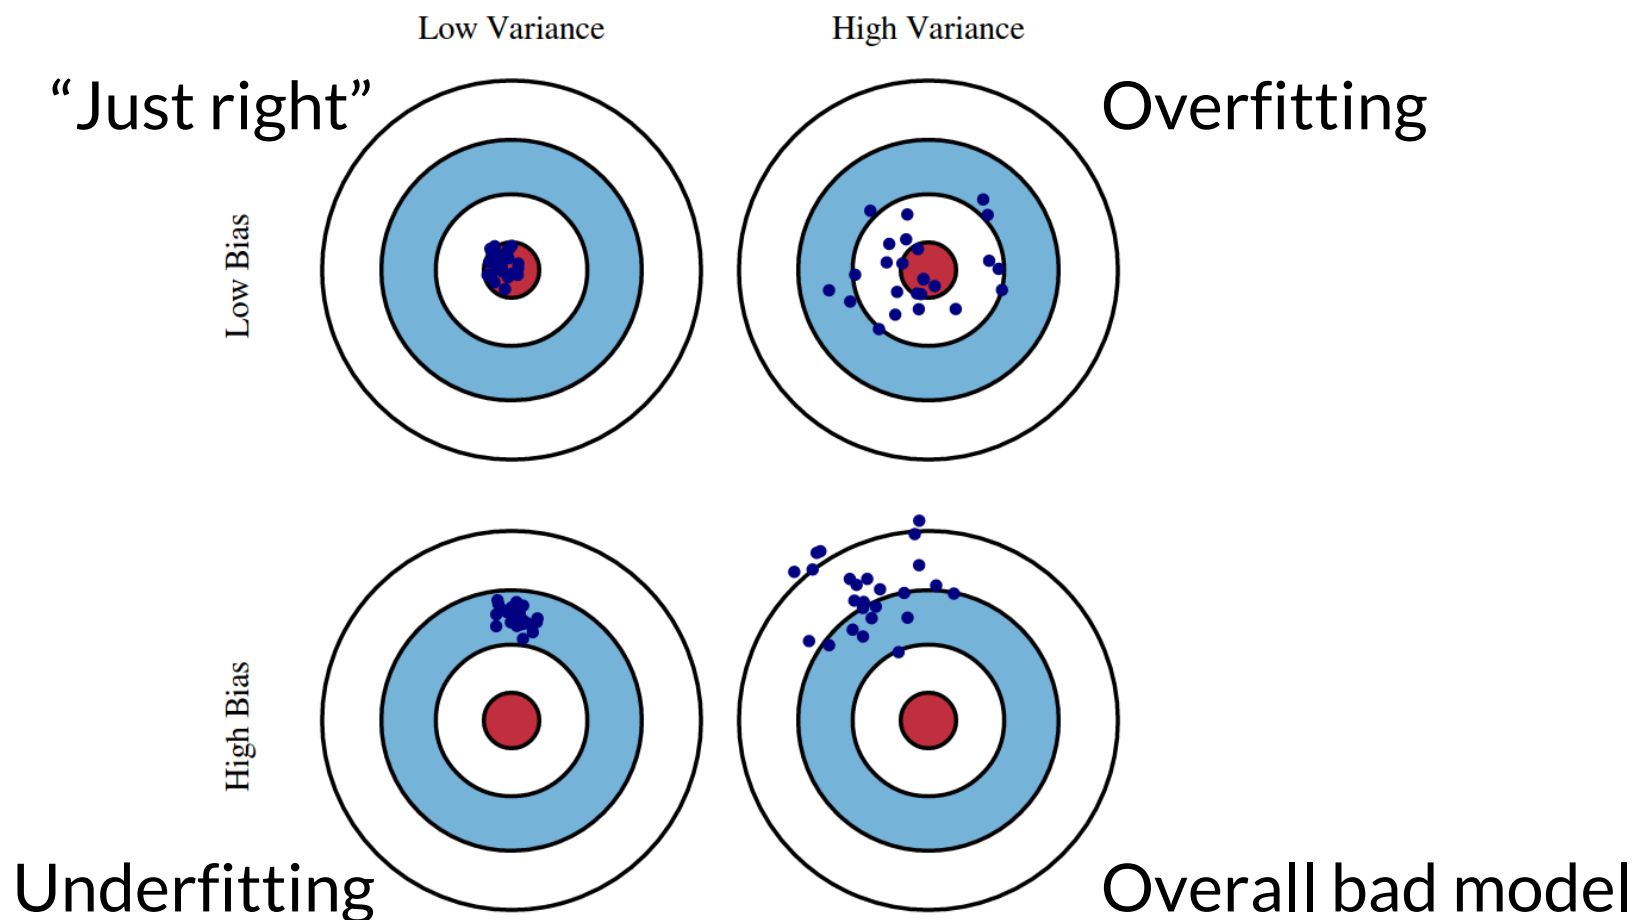 Low Variance
High Variance
“Just right”
Overfitting
Low Bias
High Bias
Underfitting
Overall bad model